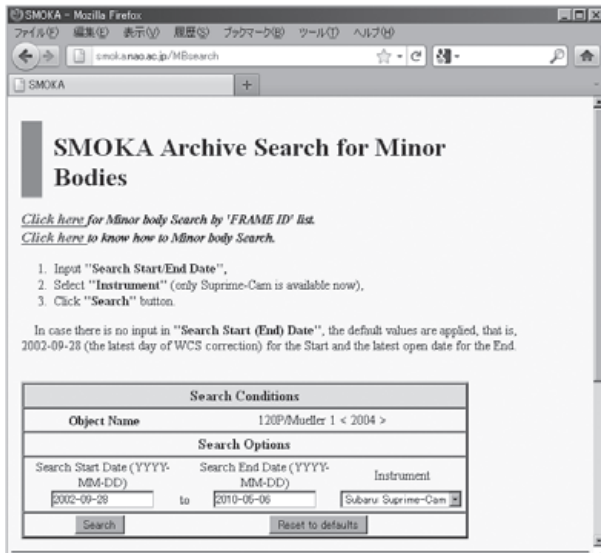 SMOKA - Mozilla Firefox
ファイル(F) 編集(E) 表示(V) 履歴(S) ブックマーク(B) ツール(T) ヘルプ(H)
smoka.nao.ac.jp/MBsearch
SMOKA
SMOKA Archive Search for Minor
Bodies
Click here for Minor body Search by 'FRAME ID' list.
Click here to know how to Minor body Search.
1. Input "Search Start/End Date",
2. Select "Instrument" (only Suprime-Cam is available now),
3. Click "Search" button.
In case there is no input in "Search Start (End) Date", the default values are applied, that is,
2002-09-28 (the latest day of WCS correction) for the Start and the latest open date for the End.
Search Conditions
Object Name 120P/Mueller 1 < 2004 >
Search Options
Search Start Date (YYYY-MM-DD) Search End Date (YYYY-MM-DD) Instrument
2002-09-28 to 2010-05-06 Subaru Suprime-Cam
Search Reset to defaults